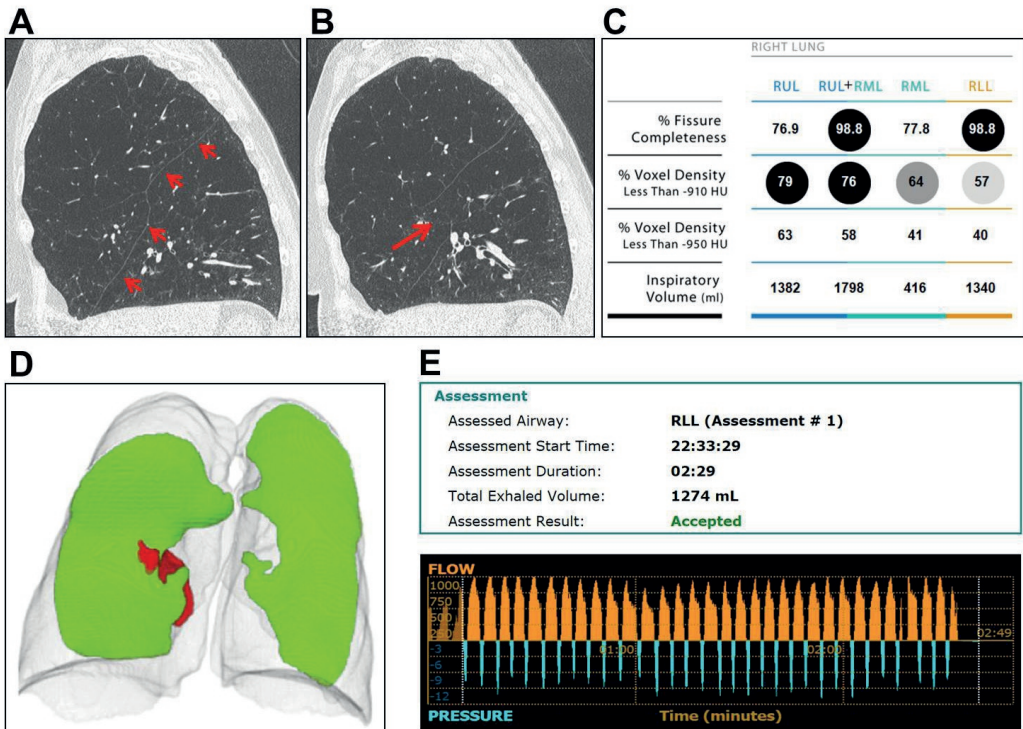 A
B
C
RIGHT LUNG
RUL RUL+RML RML RLL
% Fissure Completeness 76.9 98.8 77.8 98.8
% Voxel Density Less Than -910 HU 79 76 64 57
% Voxel Density Less Than -950 HU 63 58 41 40
Inspiratory Volume (ml) 1382 1798 416 1340
D
E
Assessment
Assessed Airway: RLL (Assessment # 1)
Assessment Start Time: 22:33:29
Assessment Duration: 02:29
Total Exhaled Volume: 1274 mL
Assessment Result: Accepted
FLOW
1000
750
500
250
01:00 02:00 02:49
-3
-6
-9
-12
PRESSURE Time (minutes)